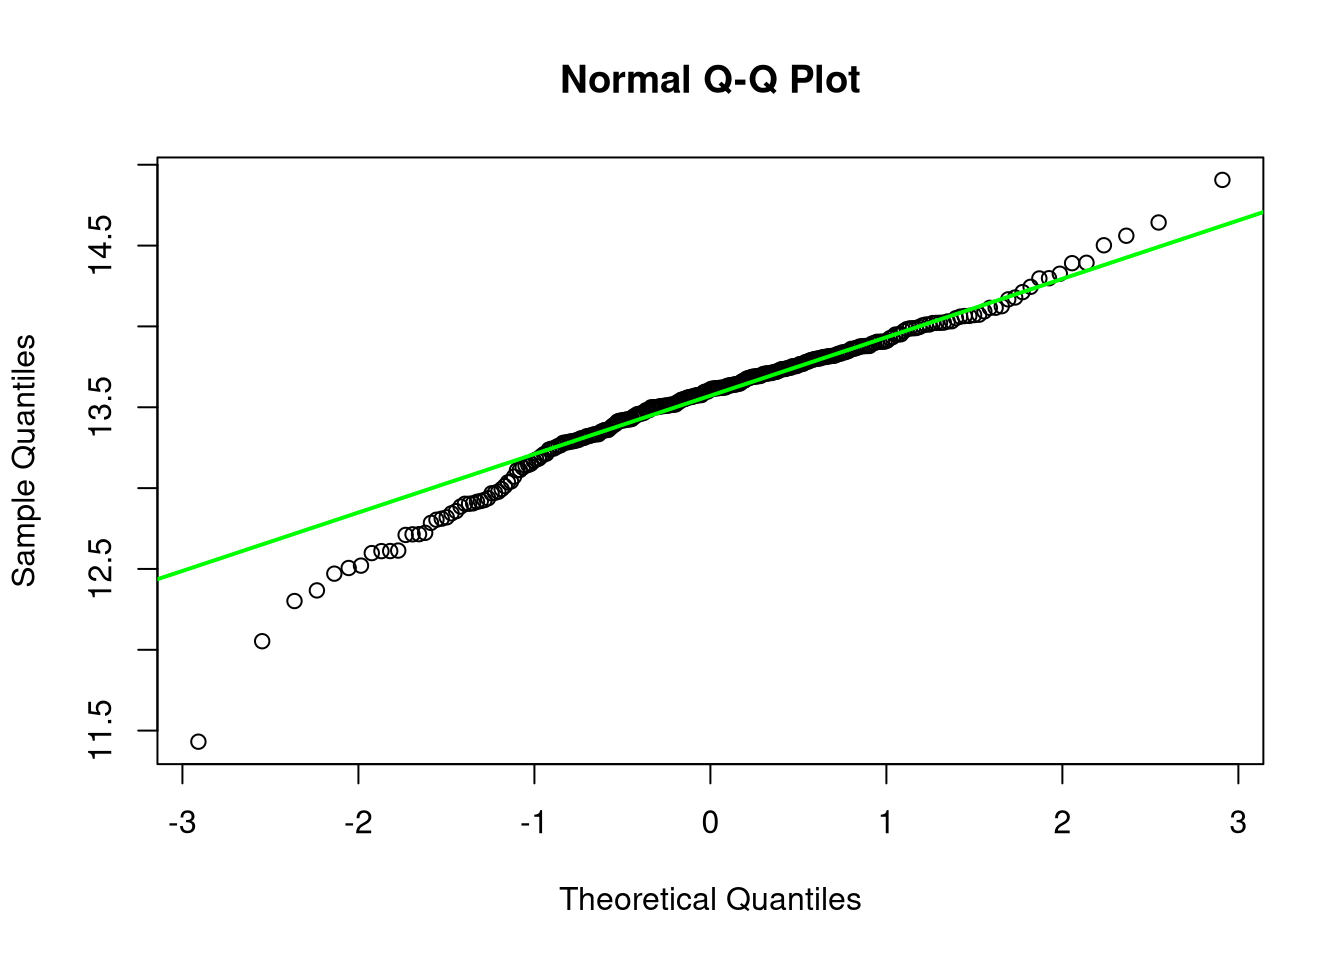 Normal Q-Q Plot
Sample Quantiles
14.5
13.5
12.5
11.5
-3 -2 -1 0 1 2 3
Theoretical Quantiles